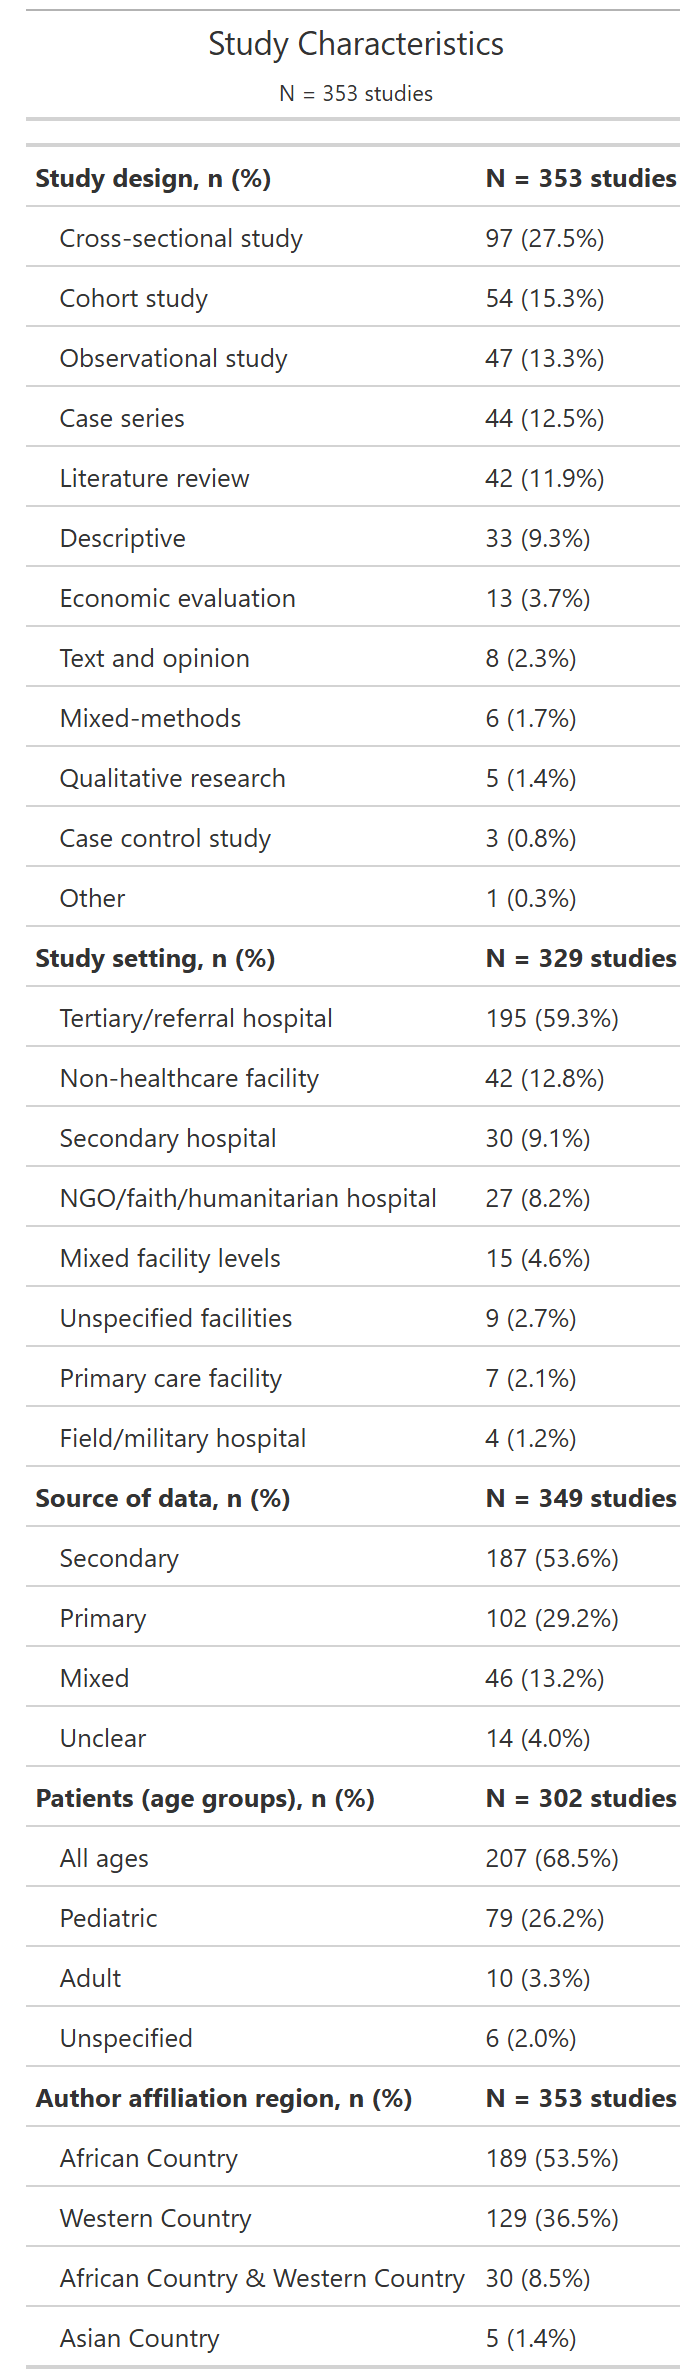 Study Characteristics
N = 353 studies
Study design, n (%) N = 353 studies
Cross-sectional study 97 (27.5%)
Cohort study 54 (15.3%)
Observational study 47 (13.3%)
Case series 44 (12.5%)
Literature review 42 (11.9%)
Descriptive 33 (9.3%)
Economic evaluation 13 (3.7%)
Text and opinion 8 (2.3%)
Mixed-methods 6 (1.7%)
Qualitative research 5 (1.4%)
Case control study 3 (0.8%)
Other 1 (0.3%)
Study setting, n (%) N = 329 studies
Tertiary/referral hospital 195 (59.3%)
Non-healthcare facility 42 (12.8%)
Secondary hospital 30 (9.1%)
NGO/faith/humanitarian hospital 27 (8.2%)
Mixed facility levels 15 (4.6%)
Unspecified facilities 9 (2.7%)
Primary care facility 7 (2.1%)
Field/military hospital 4 (1.2%)
Source of data, n (%) N = 349 studies
Secondary 187 (53.6%)
Primary 102 (29.2%)
Mixed 46 (13.2%)
Unclear 14 (4.0%)
Patients (age groups), n (%) N = 302 studies
All ages 207 (68.5%)
Pediatric 79 (26.2%)
Adult 10 (3.3%)
Unspecified 6 (2.0%)
Author affiliation region, n (%) N = 353 studies
African Country 189 (53.5%)
Western Country 129 (36.5%)
African Country & Western Country 30 (8.5%)
Asian Country 5 (1.4%)